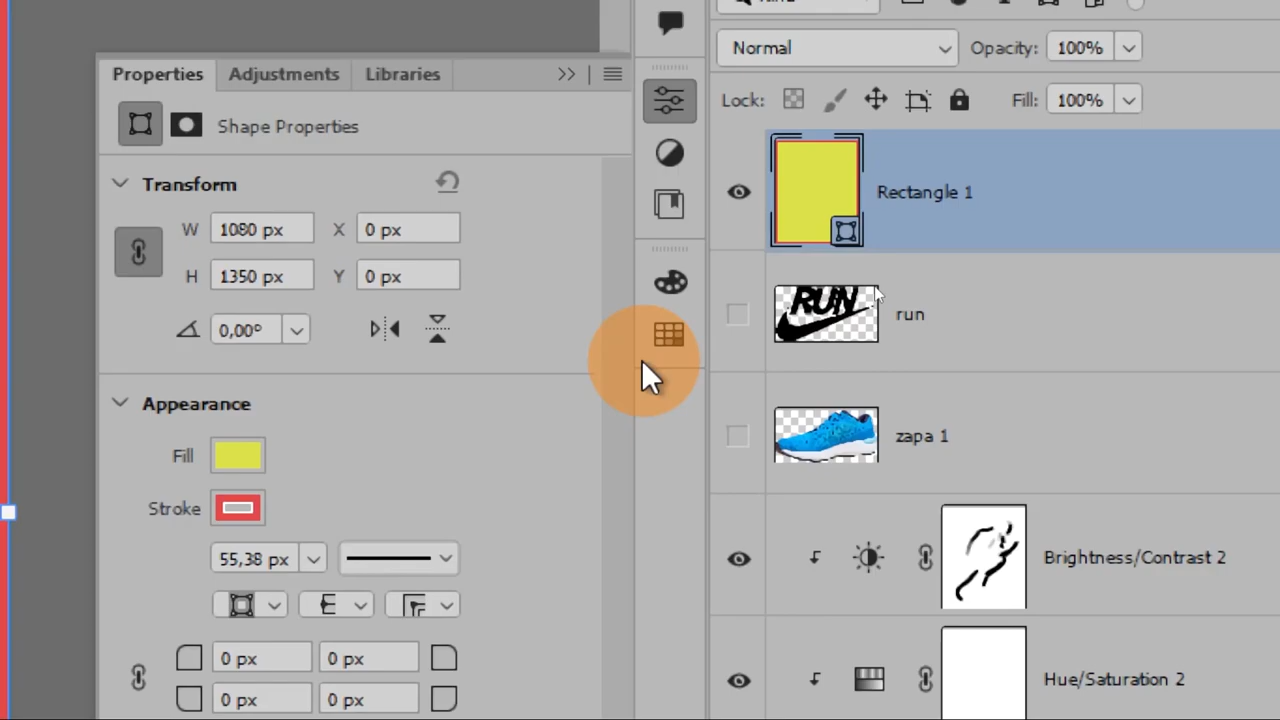 Normal
Opacity: 100%
Properties
Adjustments
Libraries
Lock:
Fill: 100%
Shape Properties
Transform
W 1080 px X 0 px
H 1350 px Y 0 px
0,00º
Appearance
Fill
Stroke
55,38 px
0 px 0 px
0 px 0 px
Rectangle 1
RUN
run
zapa 1
Brightness/Contrast 2
Hue/Saturation 2